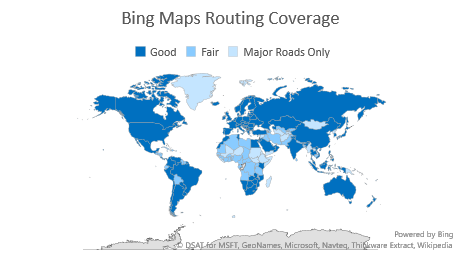 Bing Maps Routing Coverage
Good Fair Major Roads Only
Powered by Bing
© DSAT for MSFT, GeoNames, Microsoft, Navteq, Thinkware Extract, Wikipedia